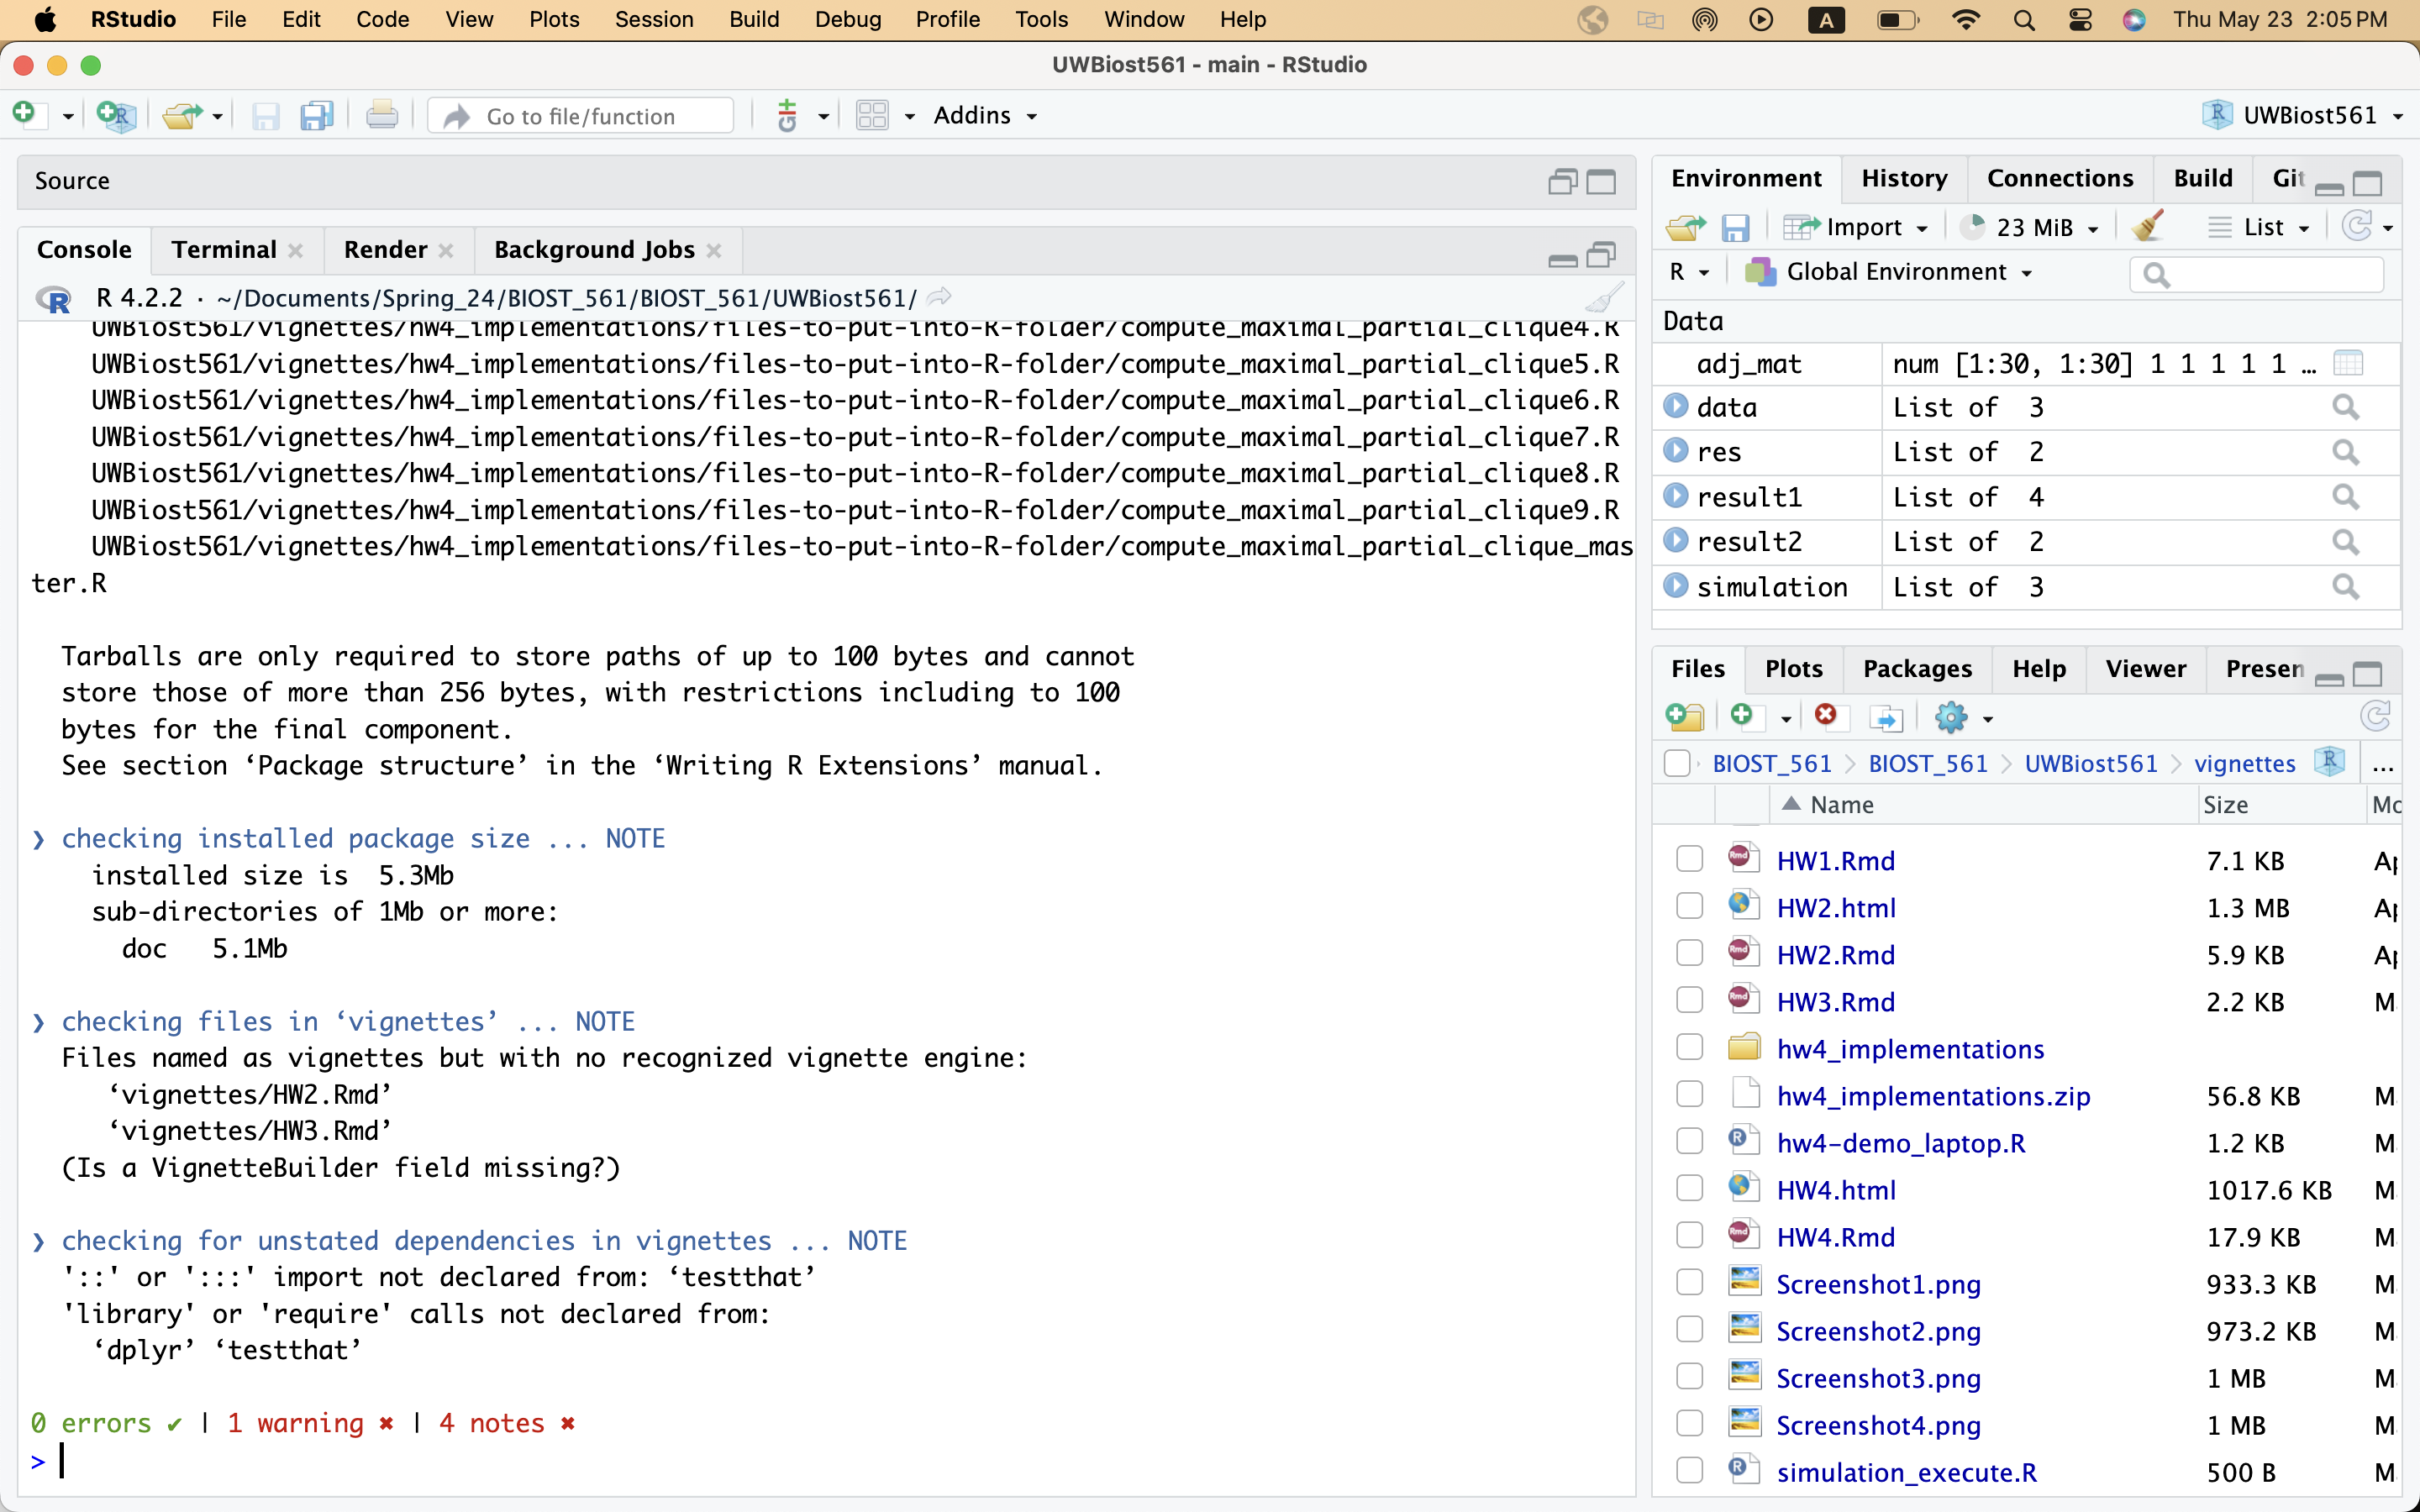 RStudio File Edit Code View Plots Session Build Debug Profile Tools Window Help A Thu May 23 2:05 PM
UWBiost561 - main - RStudio
Go to file/function Addins UWBiost561
Source
Console Terminal Render Background Jobs
R 4.2.2 · ~/Documents/Spring_24/BIOST_561/BIOST_561/UWBiost561/
UWBiost561/vignettes/hw4_implementations/files-to-put-into-R-folder/compute_maximal_partial_clique4.R
UWBiost561/vignettes/hw4_implementations/files-to-put-into-R-folder/compute_maximal_partial_clique5.R
UWBiost561/vignettes/hw4_implementations/files-to-put-into-R-folder/compute_maximal_partial_clique6.R
UWBiost561/vignettes/hw4_implementations/files-to-put-into-R-folder/compute_maximal_partial_clique7.R
UWBiost561/vignettes/hw4_implementations/files-to-put-into-R-folder/compute_maximal_partial_clique8.R
UWBiost561/vignettes/hw4_implementations/files-to-put-into-R-folder/compute_maximal_partial_clique9.R
UWBiost561/vignettes/hw4_implementations/files-to-put-into-R-folder/compute_maximal_partial_clique_mas
ter.R
Tarballs are only required to store paths of up to 100 bytes and cannot
store those of more than 256 bytes, with restrictions including to 100
bytes for the final component.
See section ‘Package structure’ in the ‘Writing R Extensions’ manual.
❯ checking installed package size ... NOTE
installed size is 5.3Mb
sub-directories of 1Mb or more:
doc 5.1Mb
❯ checking files in ‘vignettes’ ... NOTE
Files named as vignettes but with no recognized vignette engine:
‘vignettes/HW2.Rmd’
‘vignettes/HW3.Rmd’
(Is a VignetteBuilder field missing?)
❯ checking for unstated dependencies in vignettes ... NOTE
'::' or ':::' import not declared from: ‘testthat’
'library' or 'require' calls not declared from:
‘dplyr’ ‘testthat’
0 errors ✔ | 1 warning ✖ | 4 notes ✖
>
Environment History Connections Build Git
Import 23 MiB List
R Global Environment
Data
adj_mat num [1:30, 1:30] 1 1 1 1 1 …
data List of 3
res List of 2
result1 List of 4
result2 List of 2
simulation List of 3
Files Plots Packages Help Viewer Presen
BIOST_561 BIOST_561 UWBiost561 vignettes ...
Name Size Mo
HW1.Rmd 7.1 KB Ap
HW2.html 1.3 MB Ap
HW2.Rmd 5.9 KB Ap
HW3.Rmd 2.2 KB M
hw4_implementations
hw4_implementations.zip 56.8 KB M
hw4-demo_laptop.R 1.2 KB M
HW4.html 1017.6 KB M
HW4.Rmd 17.9 KB M
Screenshot1.png 933.3 KB M
Screenshot2.png 973.2 KB M
Screenshot3.png 1 MB M
Screenshot4.png 1 MB M
simulation_execute.R 500 B M